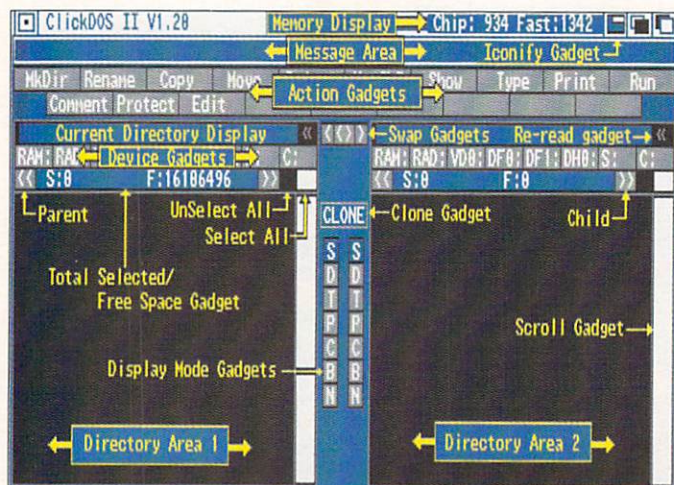 ClickDOS II V1.20 Memory Display Chip: 934 Fast:1342
Message Area Iconify Gadget
MkDir Rename Copy Move Show Type Print Run
Comment Protect Edit Action Gadgets
Current Directory Display « Swap Gadgets Re-read gadget «
RAM: RAD Device Gadgets C: RAM: RAD: VD0: DF0: DF1: DH0: S: C:
<< S:0 F:16106496 >> << S:0 F:0 >>
Parent UnSelect All CLONE Clone Gadget Child
Select All
Total Selected/
Free Space Gadget
S S
D D
T T
P P
C C
B B
N N
Scroll Gadget
Display Mode Gadgets
Directory Area 1 Directory Area 2